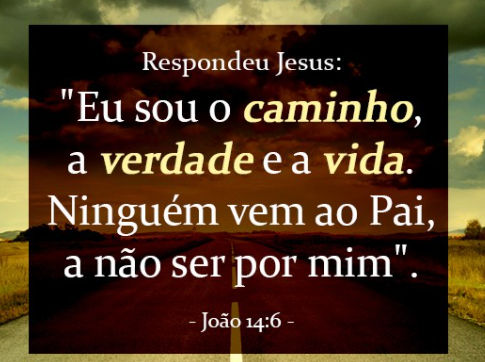 Respondeu Jesus:
"Eu sou o caminho,
a verdade e a vida.
Ninguém vem ao Pai,
a não ser por mim".
- João 14:6 -